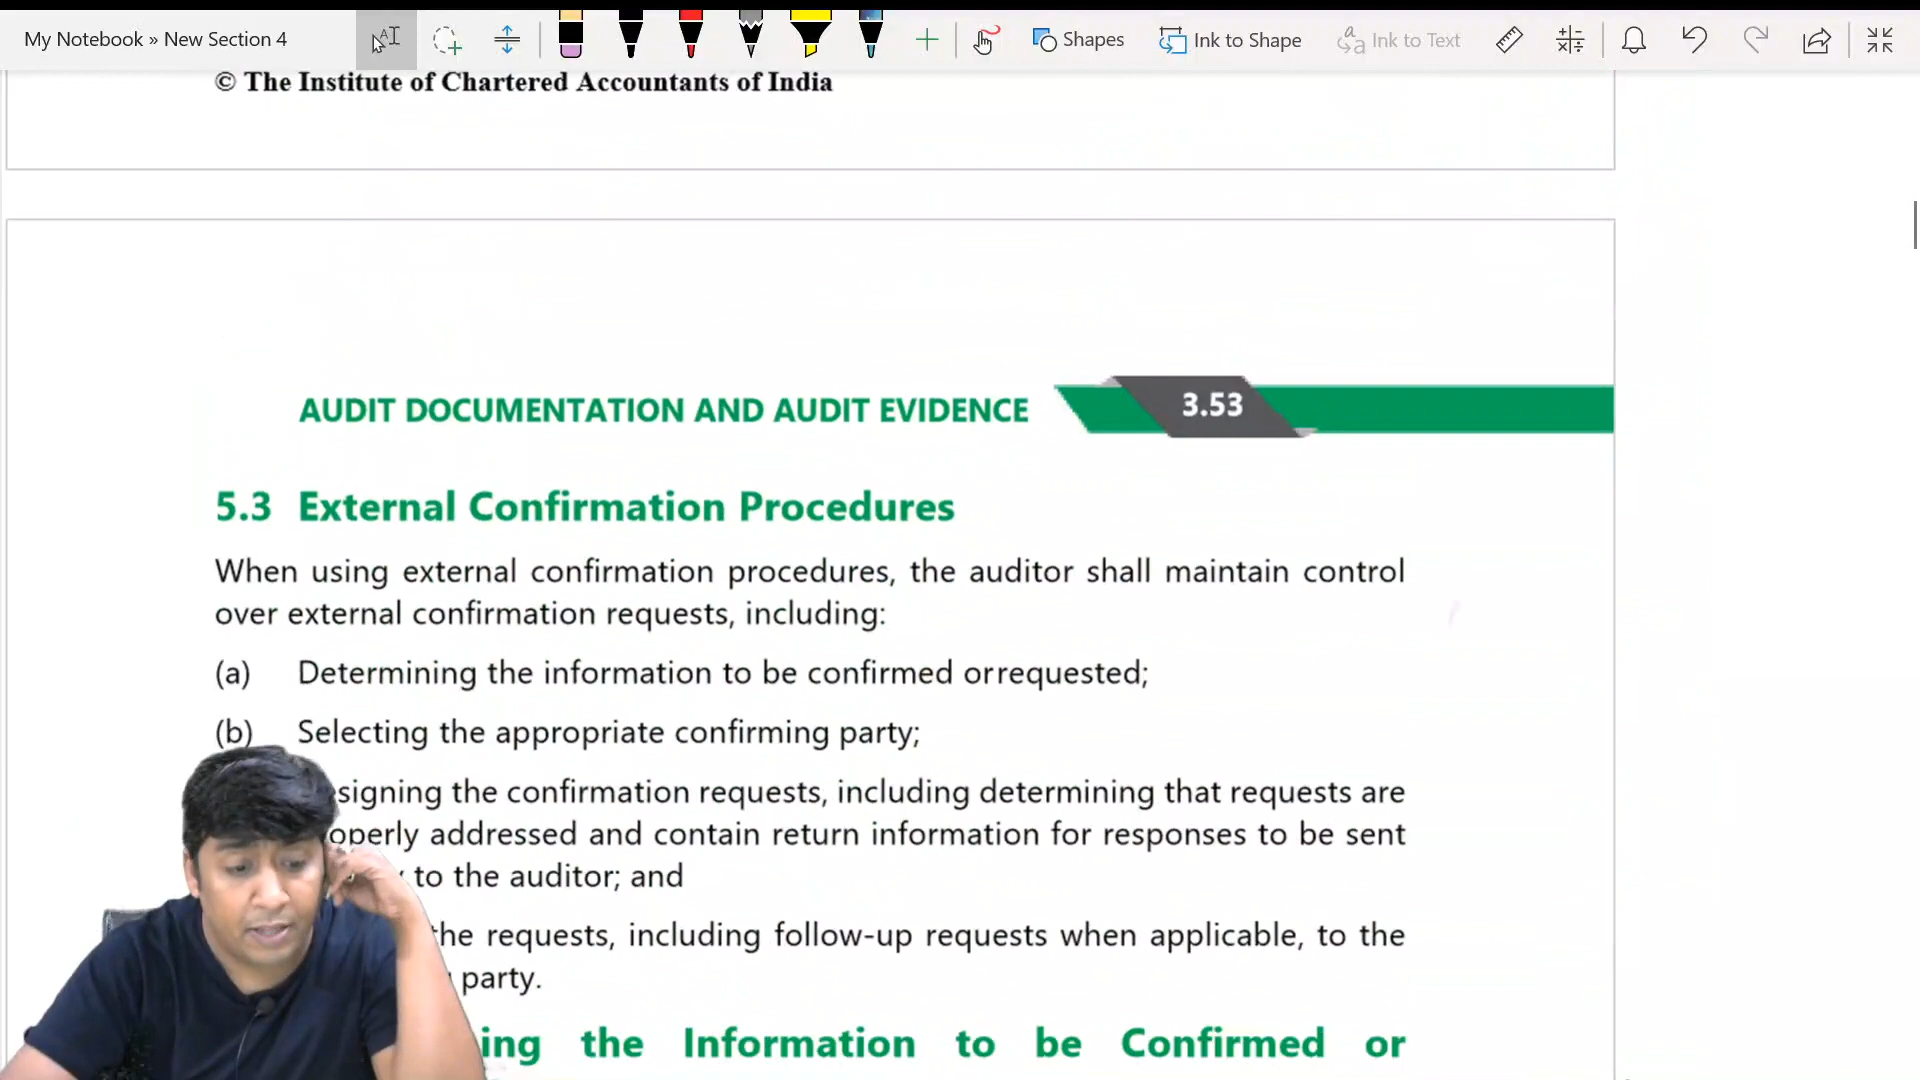 My Notebook » New Section 4
Shapes
Ink to Shape
Ink to Text
© The Institute of Chartered Accountants of India
AUDIT DOCUMENTATION AND AUDIT EVIDENCE 3.53
5.3 External Confirmation Procedures
When using external confirmation procedures, the auditor shall maintain control
over external confirmation requests, including:
(a) Determining the information to be confirmed orrequested;
(b) Selecting the appropriate confirming party;
signing the confirmation requests, including determining that requests are
operly addressed and contain return information for responses to be sent
to the auditor; and
the requests, including follow-up requests when applicable, to the
party.
ing the Information to be Confirmed or